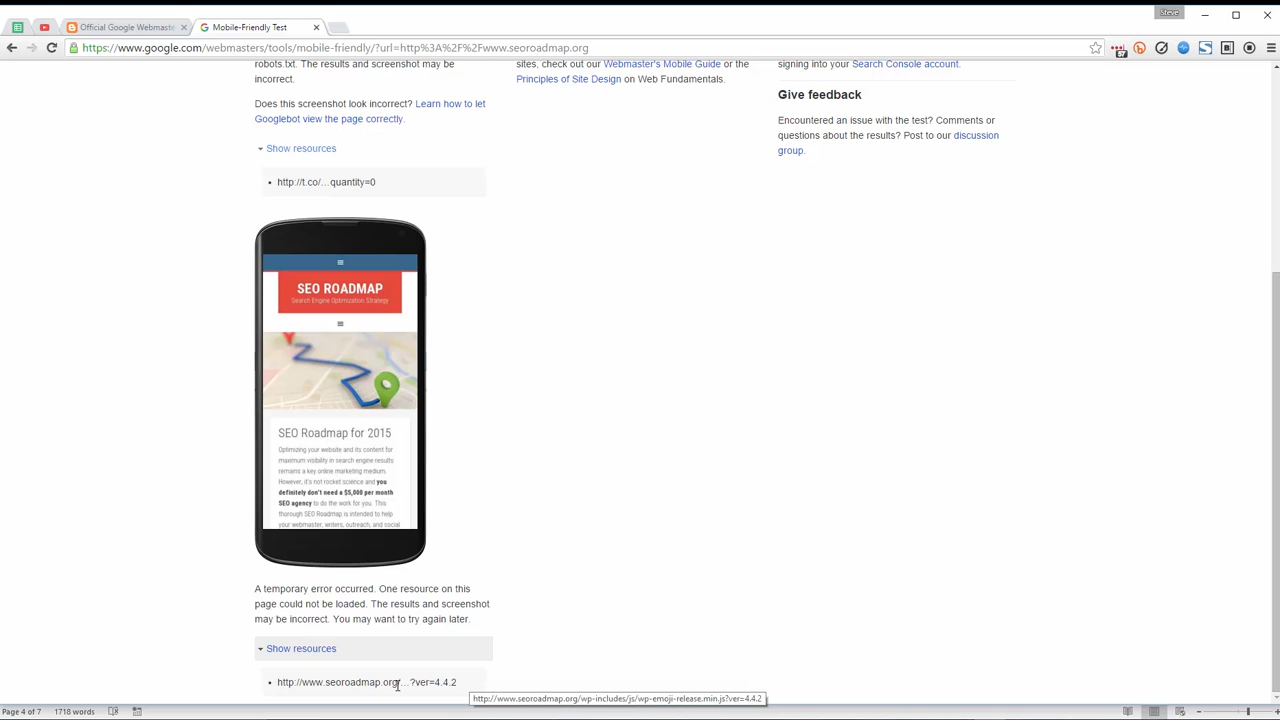 Steve
Official Google Webmaste
Mobile-Friendly Test
https://www.google.com/webmasters/tools/mobile-friendly/?url=http%3A%2F%2Fwww.seoroadmap.org
57
robots.txt. The results and screenshot may be
incorrect.
Does this screenshot look incorrect? Learn how to let
Googlebot view the page correctly.
Show resources
• http://t.co/…quantity=0
sites, check out our Webmaster's Mobile Guide or the
Principles of Site Design on Web Fundamentals.
signing into your Search Console account.
Give feedback
Encountered an issue with the test? Comments or
questions about the results? Post to our discussion
group.
SEO ROADMAP
Search Engine Optimization Strategy
SEO Roadmap for 2015
Optimizing your website and its content for
maximum visibility in search engine results
remains a key online marketing medium.
However, it's not rocket science and you
definitely don't need a $5,000 per month
SEO agency to do the work for you. This
thorough SEO Roadmap is intended to help
your webmaster, writers, outreach, and social
A temporary error occurred. One resource on this
page could not be loaded. The results and screenshot
may be incorrect. You may want to try again later.
Show resources
• http://www.seoroadmap.org/…?ver=4.4.2
http://www.seoroadmap.org/wp-includes/js/wp-emoji-release.min.js?ver=4.4.2
Page 4 of 7 1718 words